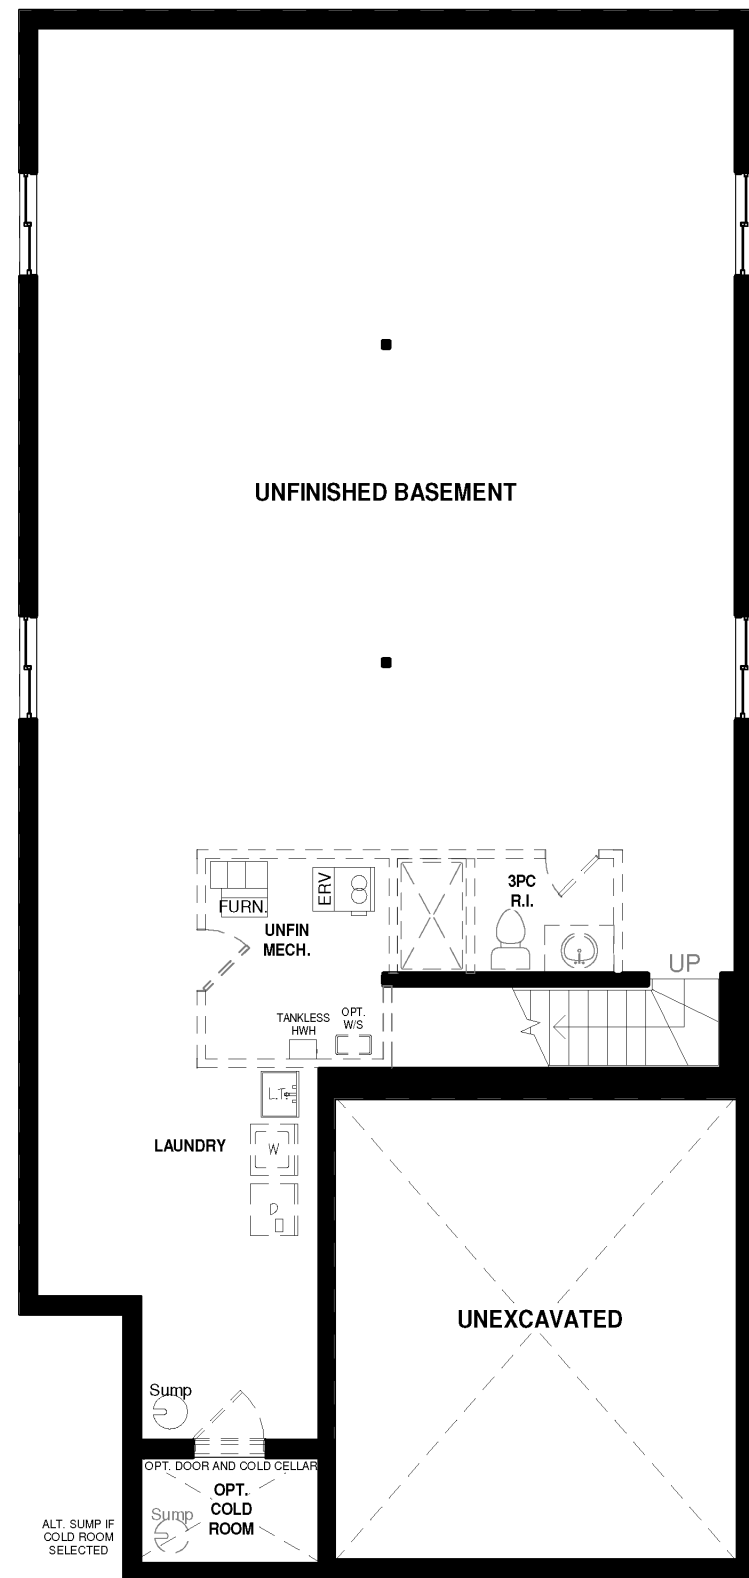 UNFINISHED BASEMENT
3PC
R.I.
ERV
FURN.
UNFIN
MECH.
UP
TANKLESS
HWH
OPT.
W/S
L.T.
LAUNDRY
W
D
UNEXCAVATED
Sump
OPT. DOOR AND COLD CELLAR
OPT.
COLD
ROOM
Sump
ALT. SUMP IF
COLD ROOM
SELECTED